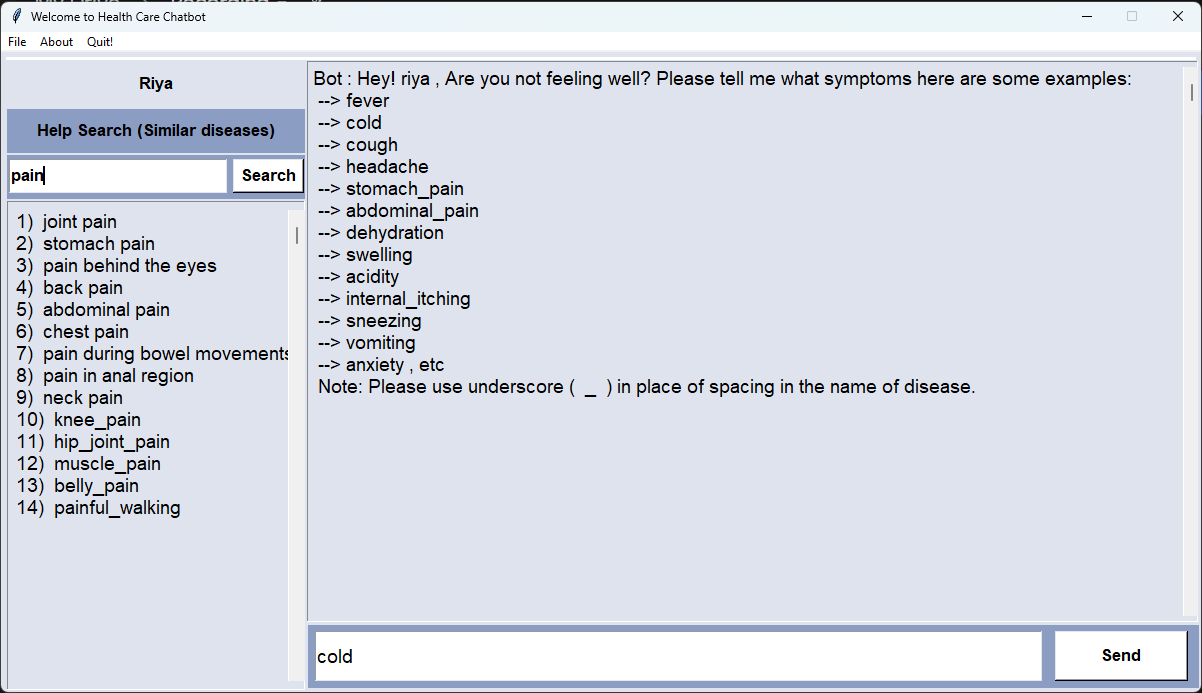 Welcome to Health Care Chatbot
File About Quit!
Riya
Help Search (Similar diseases)
pain Search
1) joint pain
2) stomach pain
3) pain behind the eyes
4) back pain
5) abdominal pain
6) chest pain
7) pain during bowel movements
8) pain in anal region
9) neck pain
10) knee_pain
11) hip_joint_pain
12) muscle_pain
13) belly_pain
14) painful_walking
Bot : Hey! riya , Are you not feeling well? Please tell me what symptoms here are some examples:
--> fever
--> cold
--> cough
--> headache
--> stomach_pain
--> abdominal_pain
--> dehydration
--> swelling
--> acidity
--> internal_itching
--> sneezing
--> vomiting
--> anxiety , etc
Note: Please use underscore ( _ ) in place of spacing in the name of disease.
cold Send